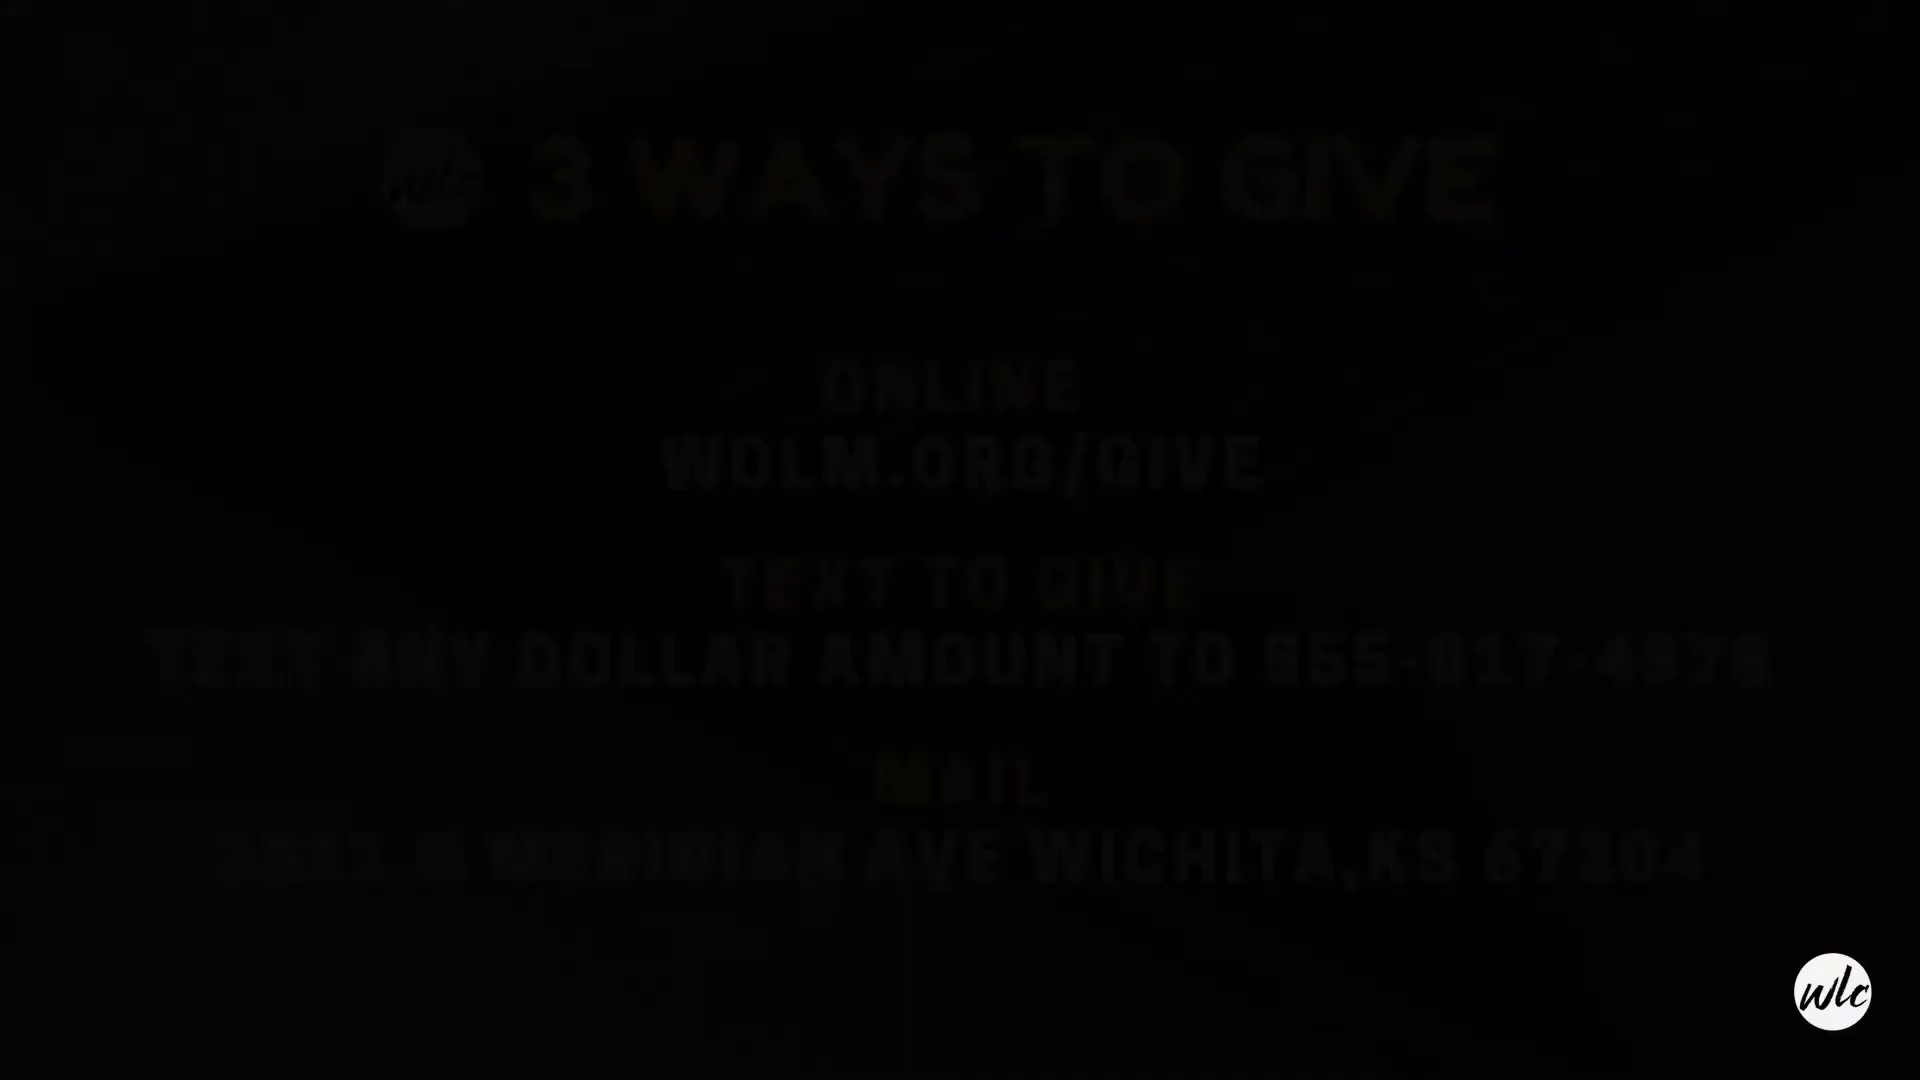 wlc 3 WAYS TO GIVE
ONLINE
WOLM.ORG/GIVE
TEXT TO GIVE
TEXT ANY DOLLAR AMOUNT TO
MAIL
MERIDIAN AVE WICHITA,KS 67204
wlc